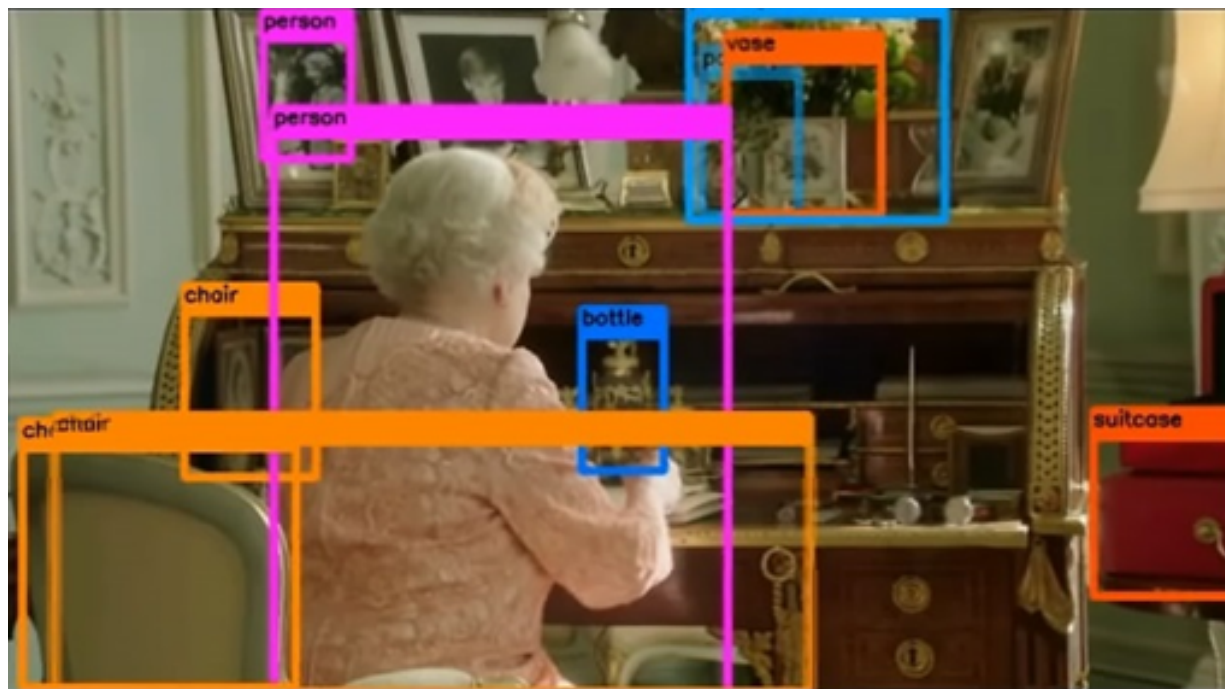 person
vase
person
chair
bottle
chair
suitcase